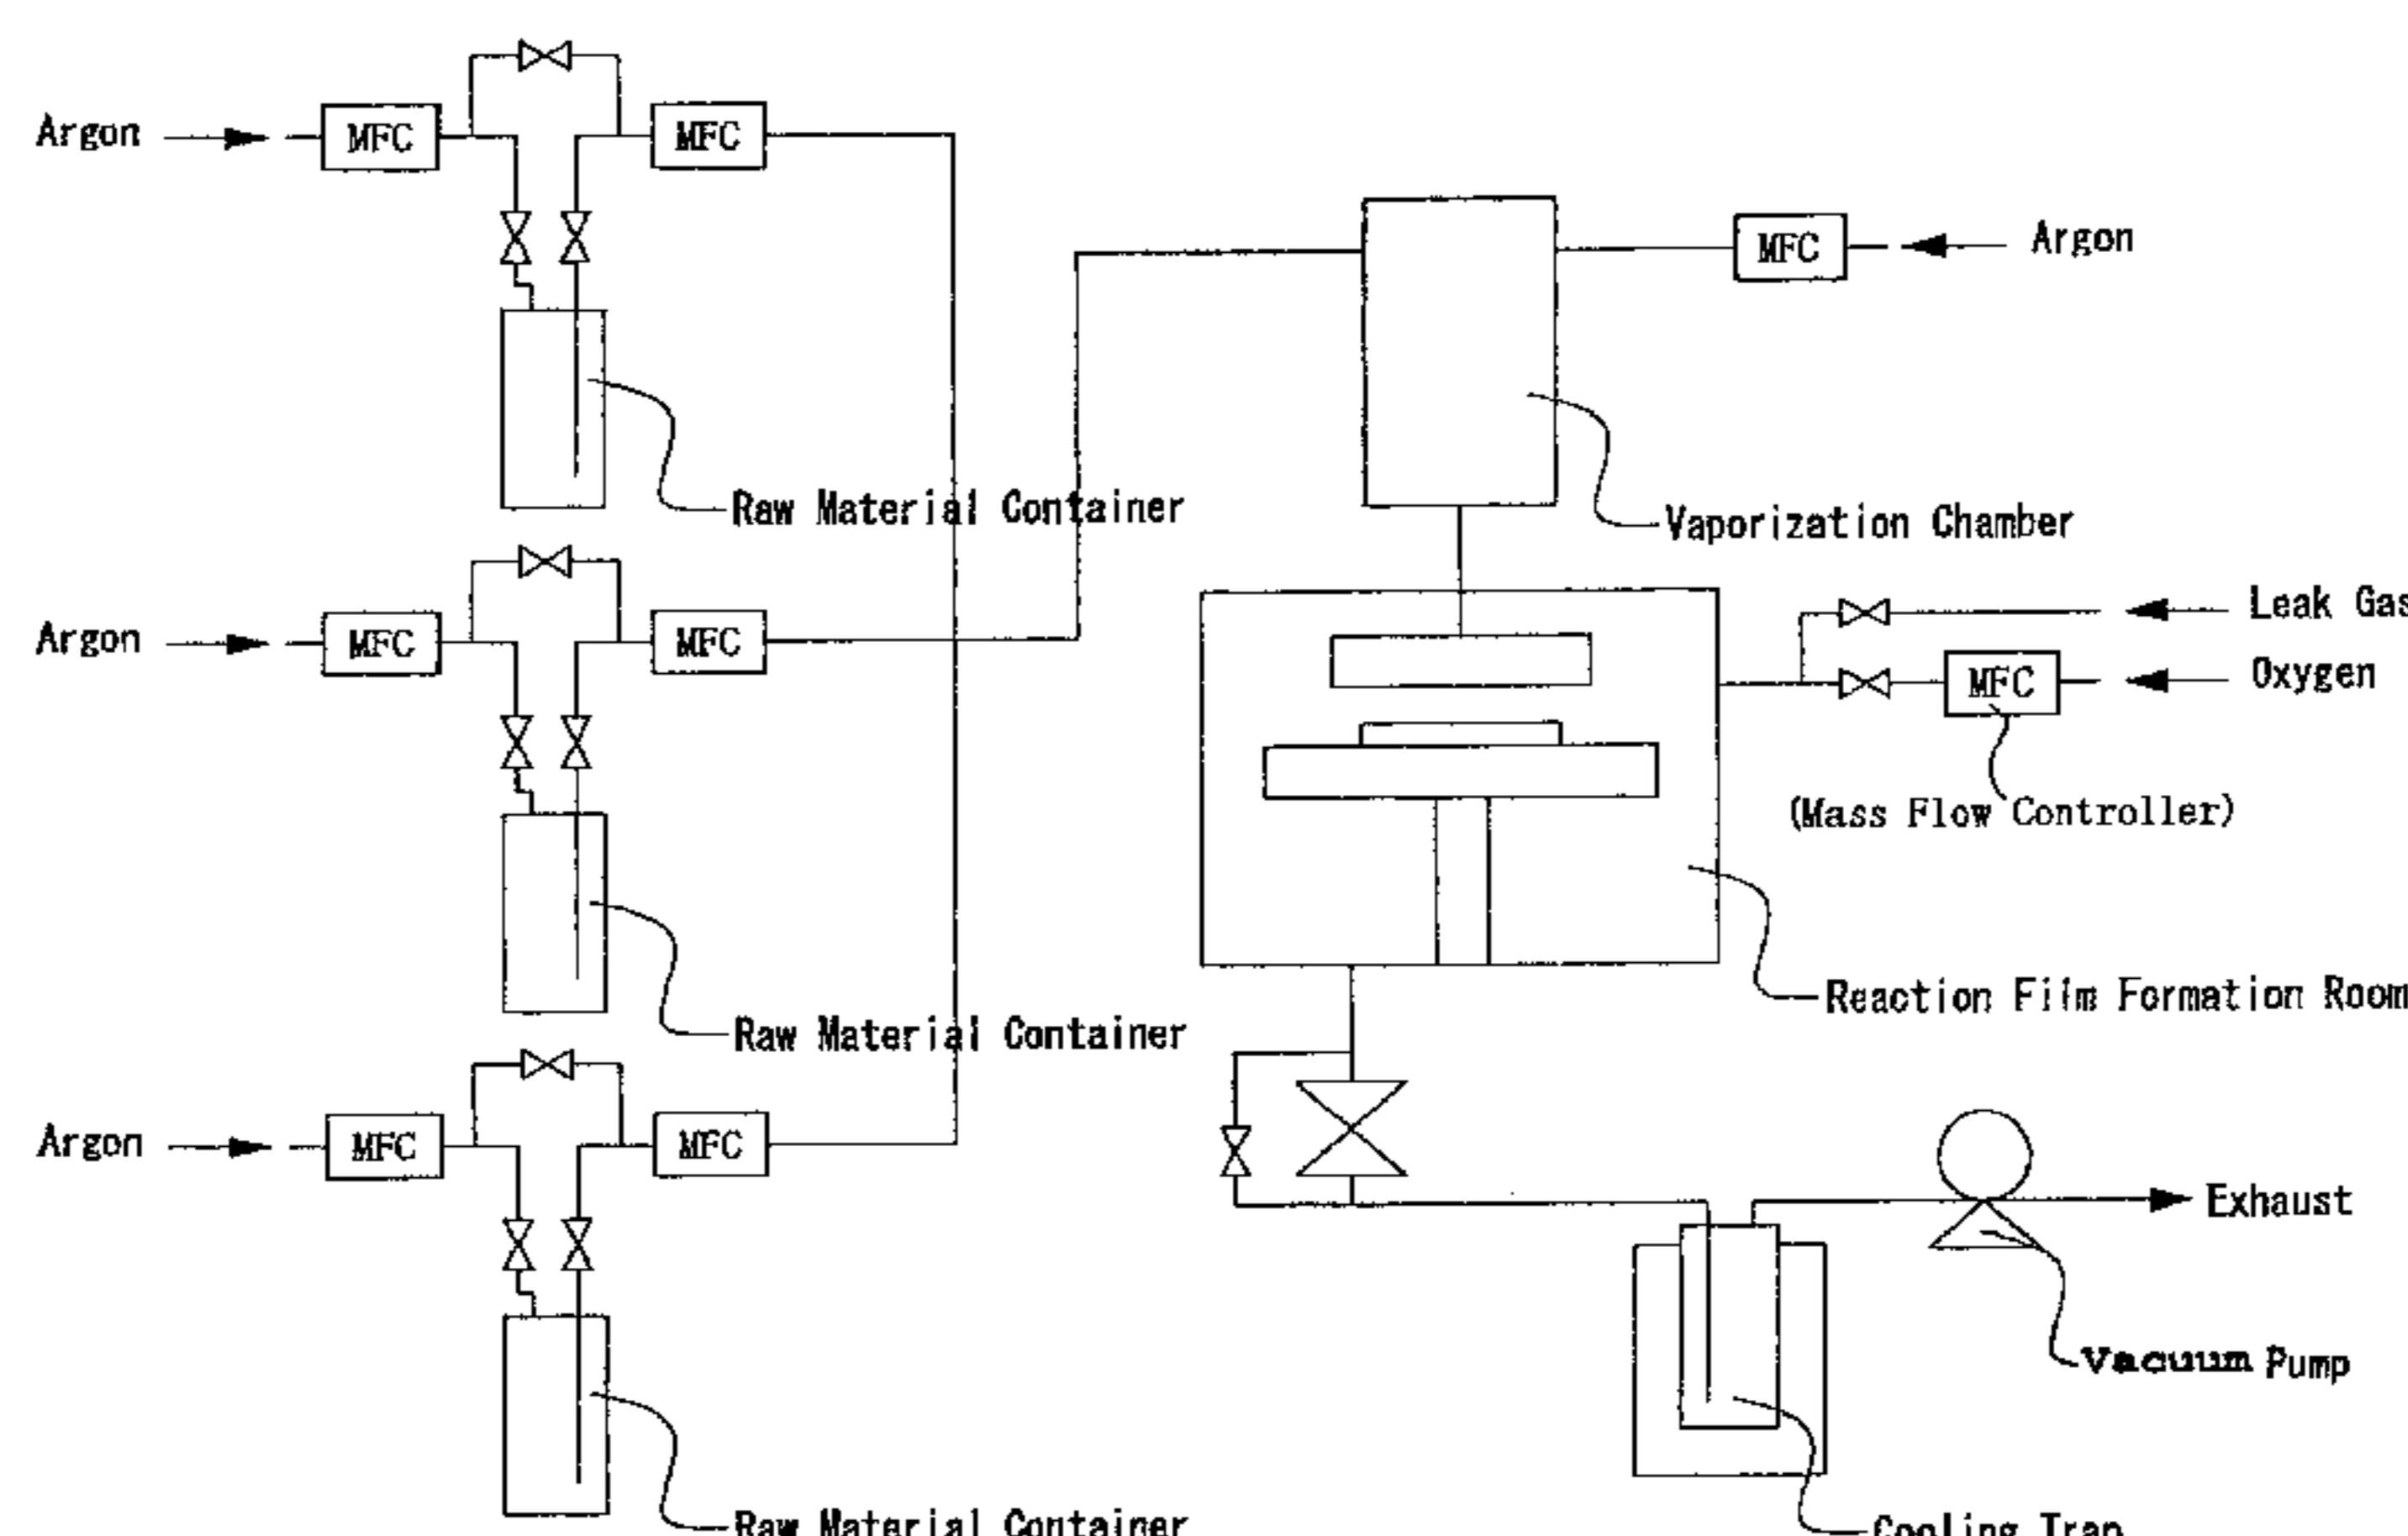 Argon
MFC
MFC
Argon
MFC
Raw Material Container
Vaporization Chamber
Leak Gas
Argon
MFC
MFC
Oxygen
MFC
(Mass Flow Controller)
Reaction Film Formation Room
Raw Material Container
Argon
MFC
MFC
Exhaust
Vacuum Pump
Raw Material Container
Cooling Trap